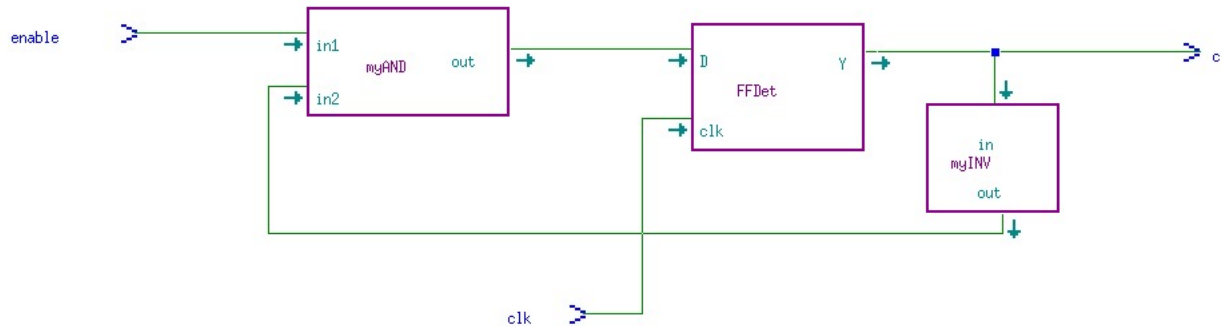 enable
in1
myAND
out
in2
D
Y
FFDet
clk
c
in
myINV
out
clk